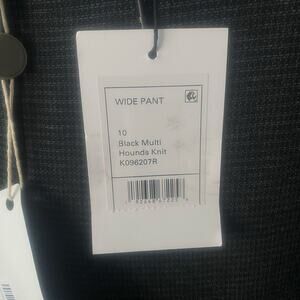 WIDE PANT
10
Black Multi
Hounds Knit
K096207R